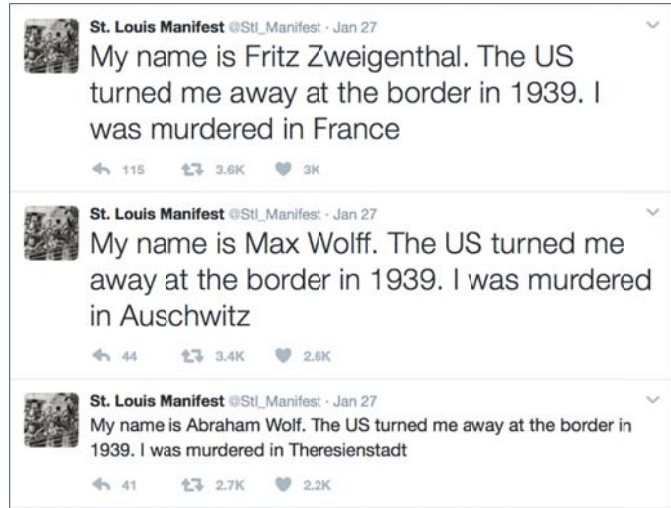 St. Louis Manifest @Stl_Manifest · Jan 27
My name is Fritz Zweigenthal. The US
turned me away at the border in 1939. I
was murdered in France
115 3.6K 3K
St. Louis Manifest @Stl_Manifest · Jan 27
My name is Max Wolff. The US turned me
away at the border in 1939. I was murdered
in Auschwitz
44 3.4K 2.6K
St. Louis Manifest @Stl_Manifest · Jan 27
My name is Abraham Wolf. The US turned me away at the border in
1939. I was murdered in Theresienstadt
41 2.7K 2.2K